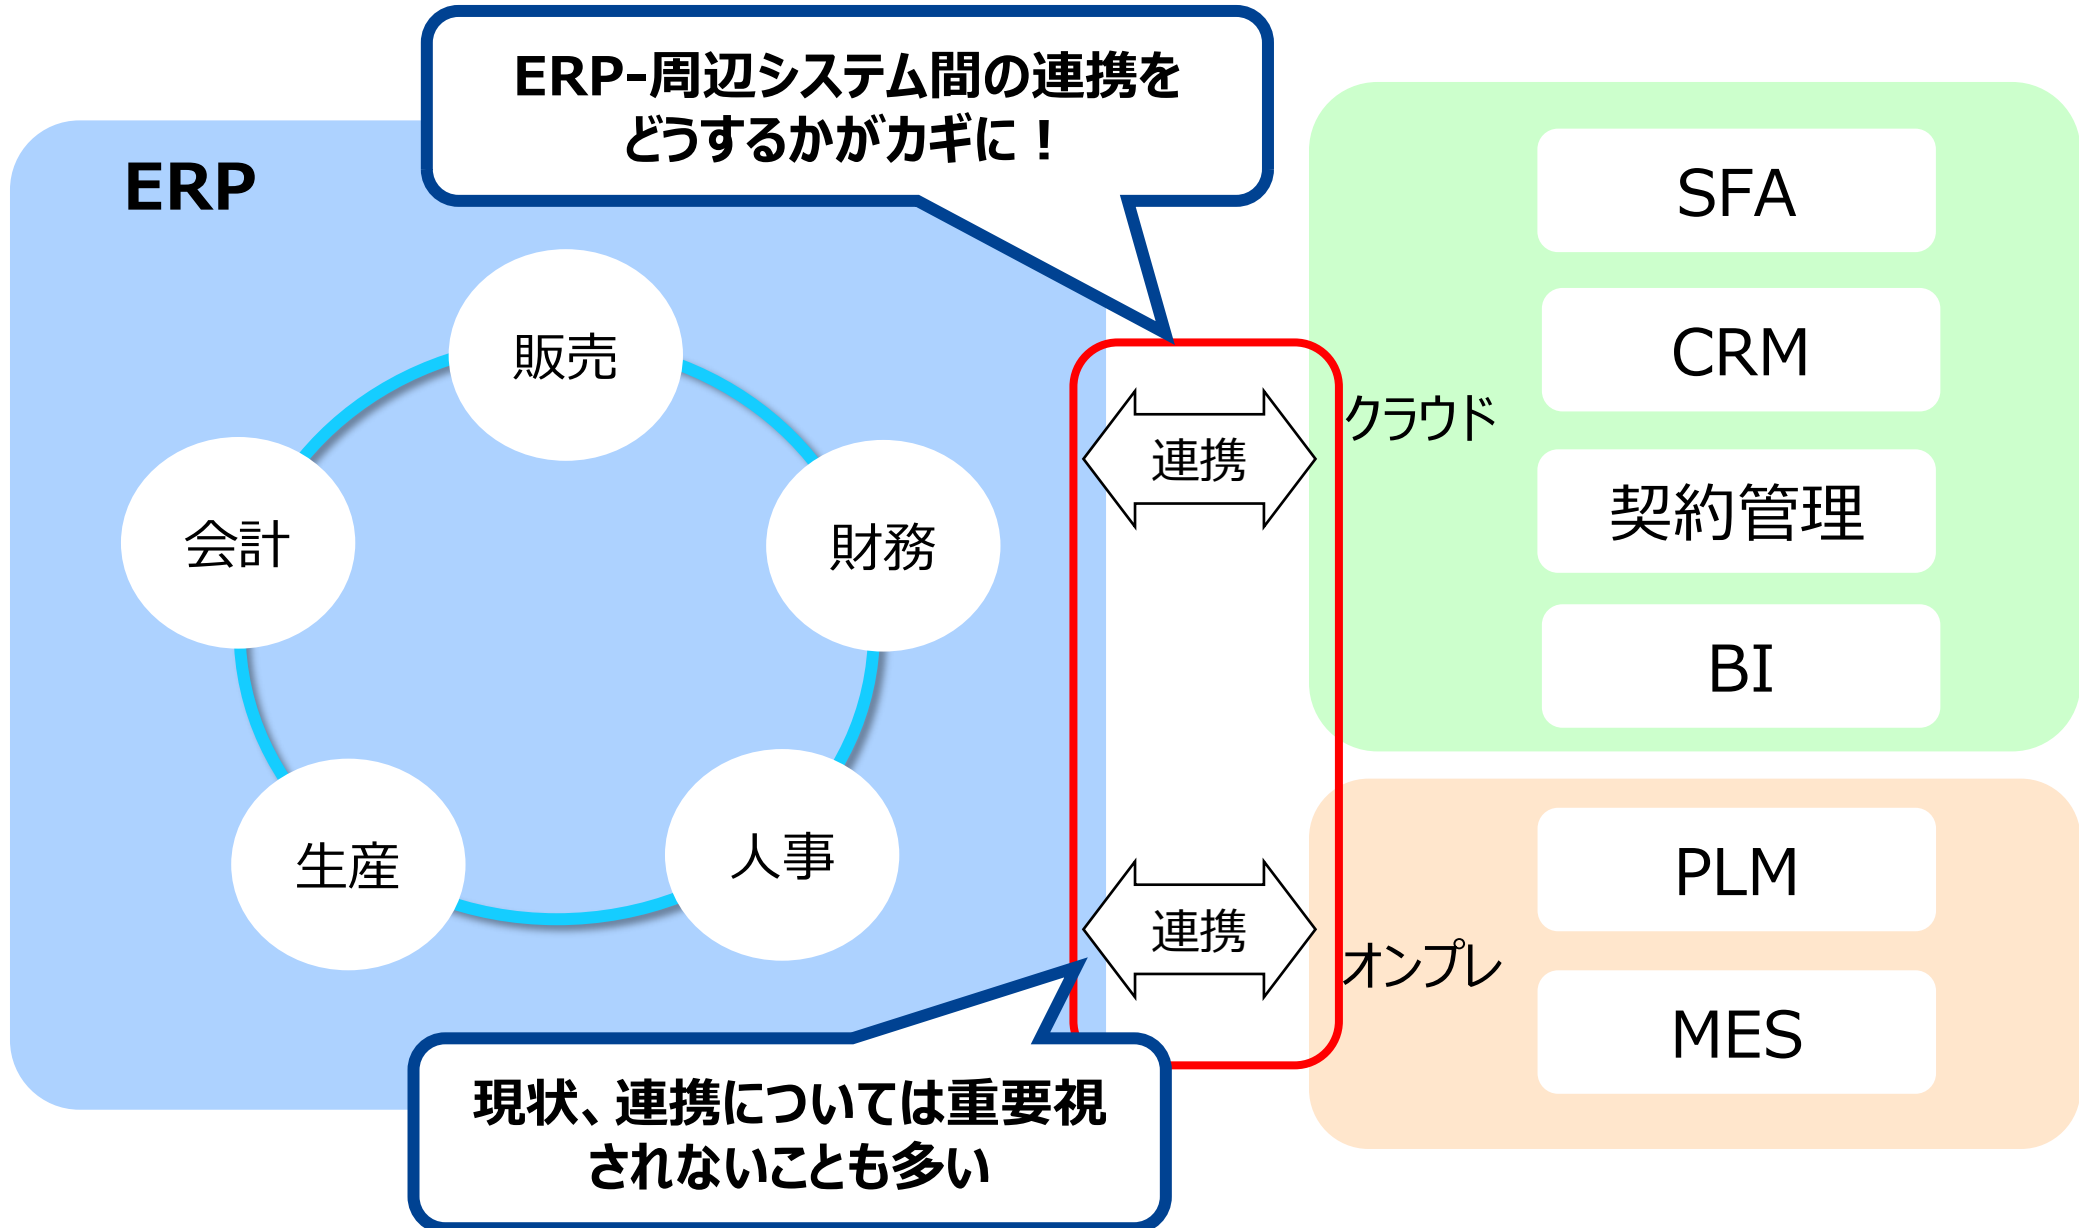 ERP-周辺システム間の連携を
どうするかがカギに！
ERP
販売
会計
財務
生産
人事
連携
連携
クラウド
SFA
CRM
契約管理
BI
オンプレ
PLM
MES
現状、連携については重要視
されないことも多い